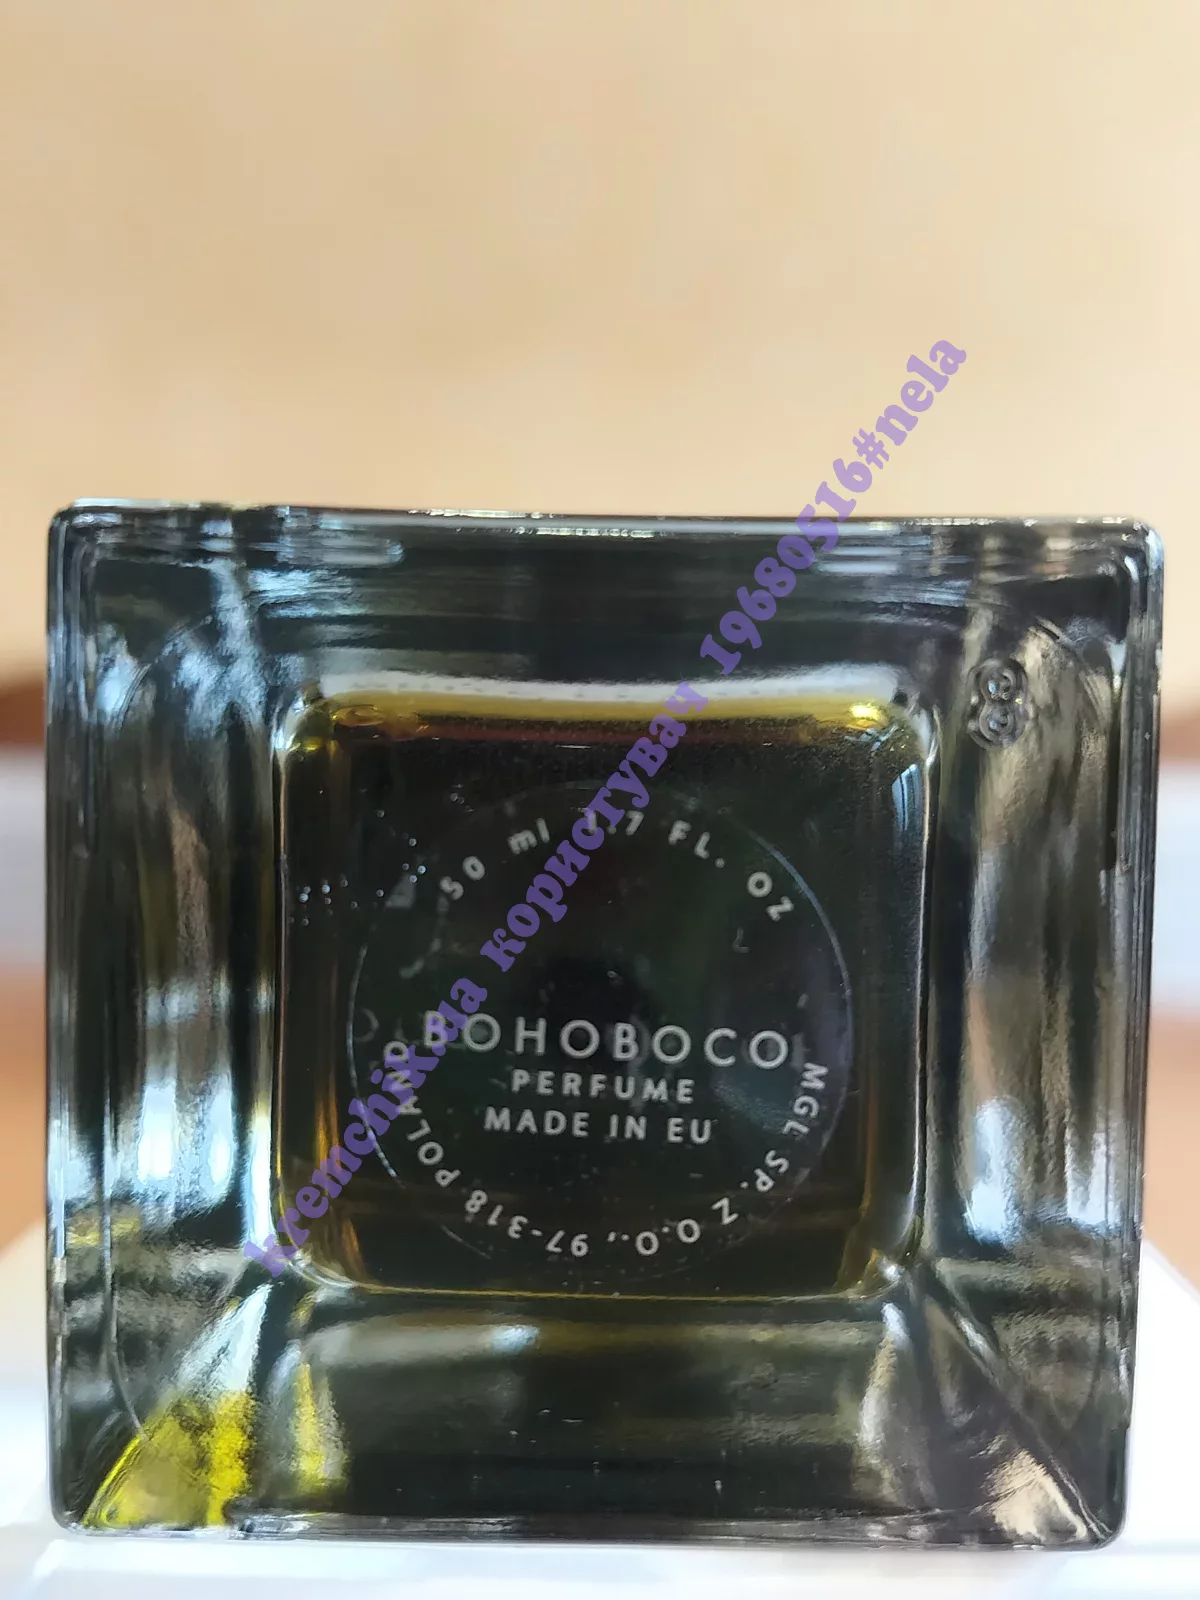 50 ml 1.7 FL. OZ
BOHOBOCO
PERFUME
MADE IN EU
MGL SP. Z O.O., 97-318 POLAND
kremchik.ua користувач 19680516#nela